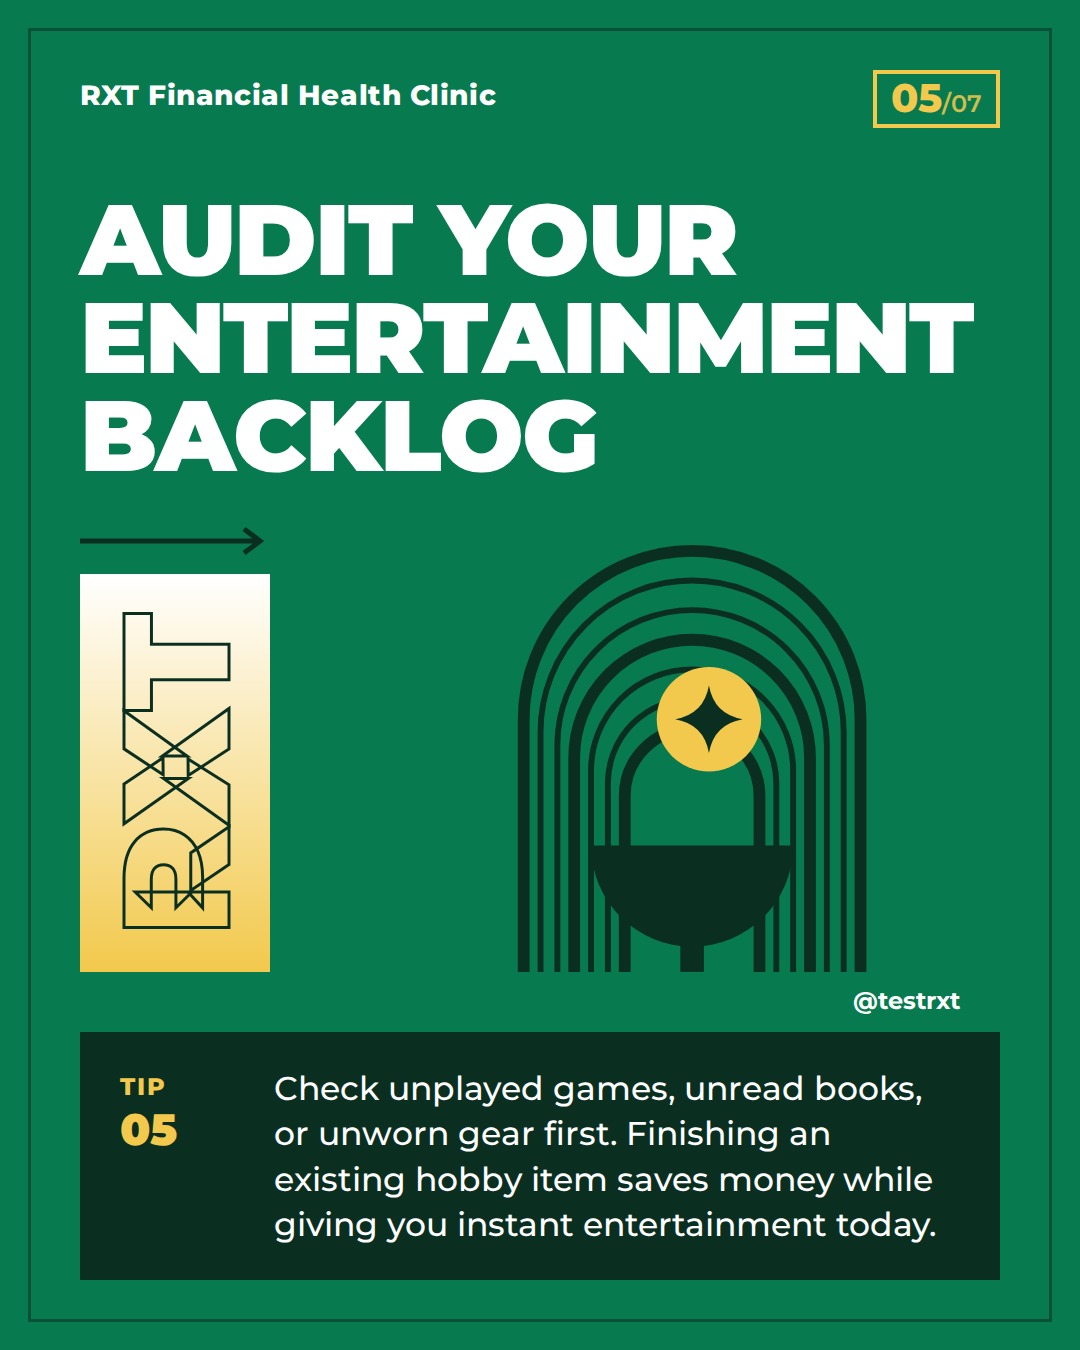 RXT Financial Health Clinic
05/07
AUDIT YOUR
ENTERTAINMENT
BACKLOG
RXT
@testrxt
TIP
05
Check unplayed games, unread books,
or unworn gear first. Finishing an
existing hobby item saves money while
giving you instant entertainment today.